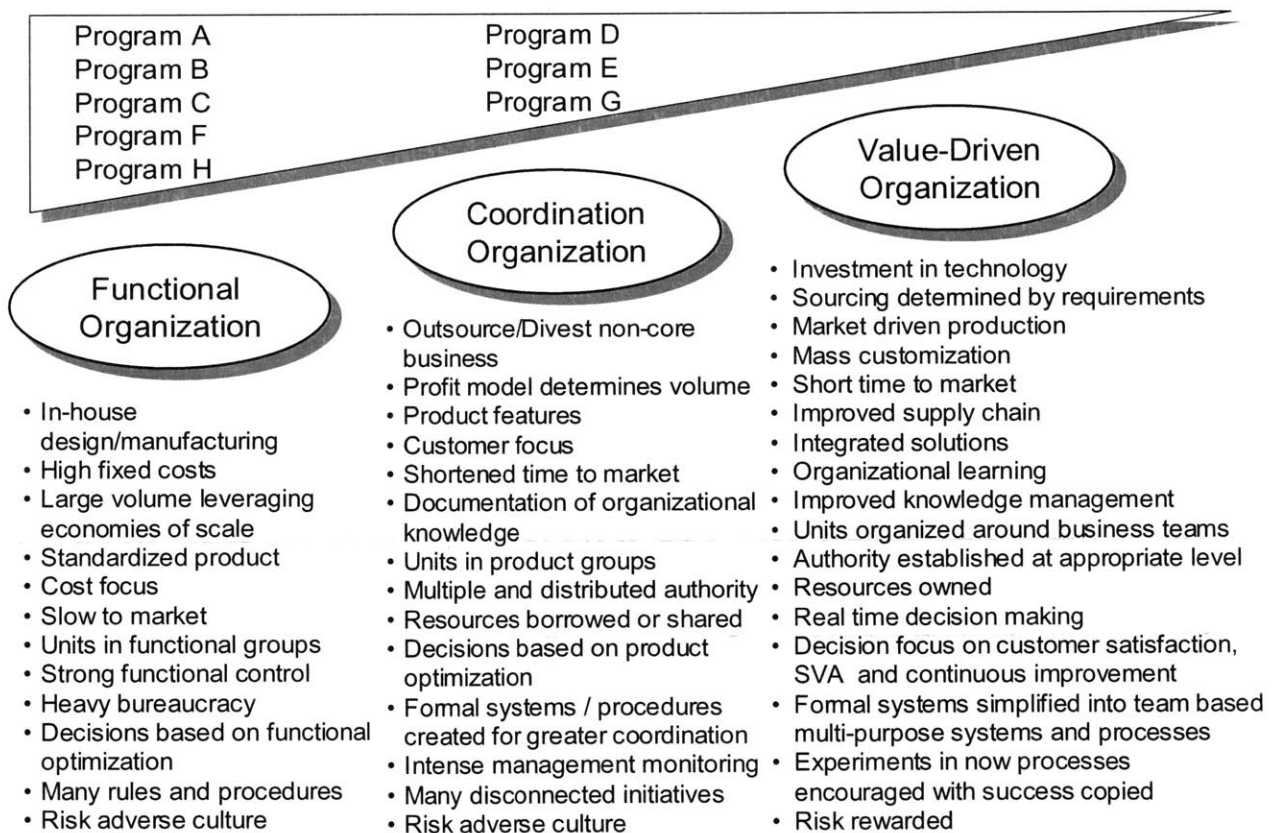 Program A
Program B
Program C
Program F
Program H
Program D
Program E
Program G
Functional
Organization
• In-house
design/manufacturing
• High fixed costs
• Large volume leveraging
economies of scale
• Standardized product
• Cost focus
• Slow to market
• Units in functional groups
• Strong functional control
• Heavy bureaucracy
• Decisions based on functional
optimization
• Many rules and procedures
• Risk adverse culture
Coordination
Organization
• Outsource/Divest non-core
business
• Profit model determines volume
• Product features
• Customer focus
• Shortened time to market
• Documentation of organizational
knowledge
• Units in product groups
• Multiple and distributed authority
• Resources borrowed or shared
• Decisions based on product
optimization
• Formal systems / procedures
created for greater coordination
• Intense management monitoring
• Many disconnected initiatives
• Risk adverse culture
Value-Driven
Organization
• Investment in technology
• Sourcing determined by requirements
• Market driven production
• Mass customization
• Short time to market
• Improved supply chain
• Integrated solutions
• Organizational learning
• Improved knowledge management
• Units organized around business teams
• Authority established at appropriate level
• Resources owned
• Real time decision making
• Decision focus on customer satisfaction,
SVA and continuous improvement
• Formal systems simplified into team based
multi-purpose systems and processes
• Experiments in now processes
encouraged with success copied
• Risk rewarded